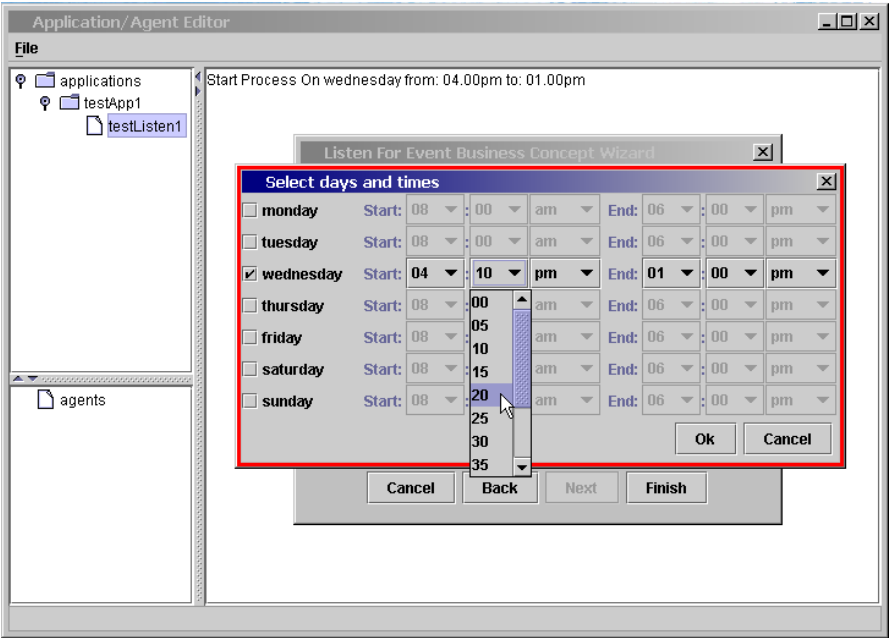 Application/Agent Editor
File
applications
testApp1
testListen1
agents
Start Process On wednesday from: 04.00pm to: 01.00pm
Listen For Event Business Concept Wizard
Select days and times
monday Start: 08 : 00 am End: 06 : 00 pm
tuesday Start: 08 : 00 am End: 06 : 00 pm
wednesday Start: 04 : 10 pm End: 01 : 00 pm
thursday Start: 08 : am End: 06 : 00 pm
friday Start: 08 : am End: 06 : 00 pm
saturday Start: 08 : am End: 06 : 00 pm
sunday Start: 08 : am End: 06 : 00 pm
00
05
10
15
20
25
30
35
Ok Cancel
Cancel Back Next Finish